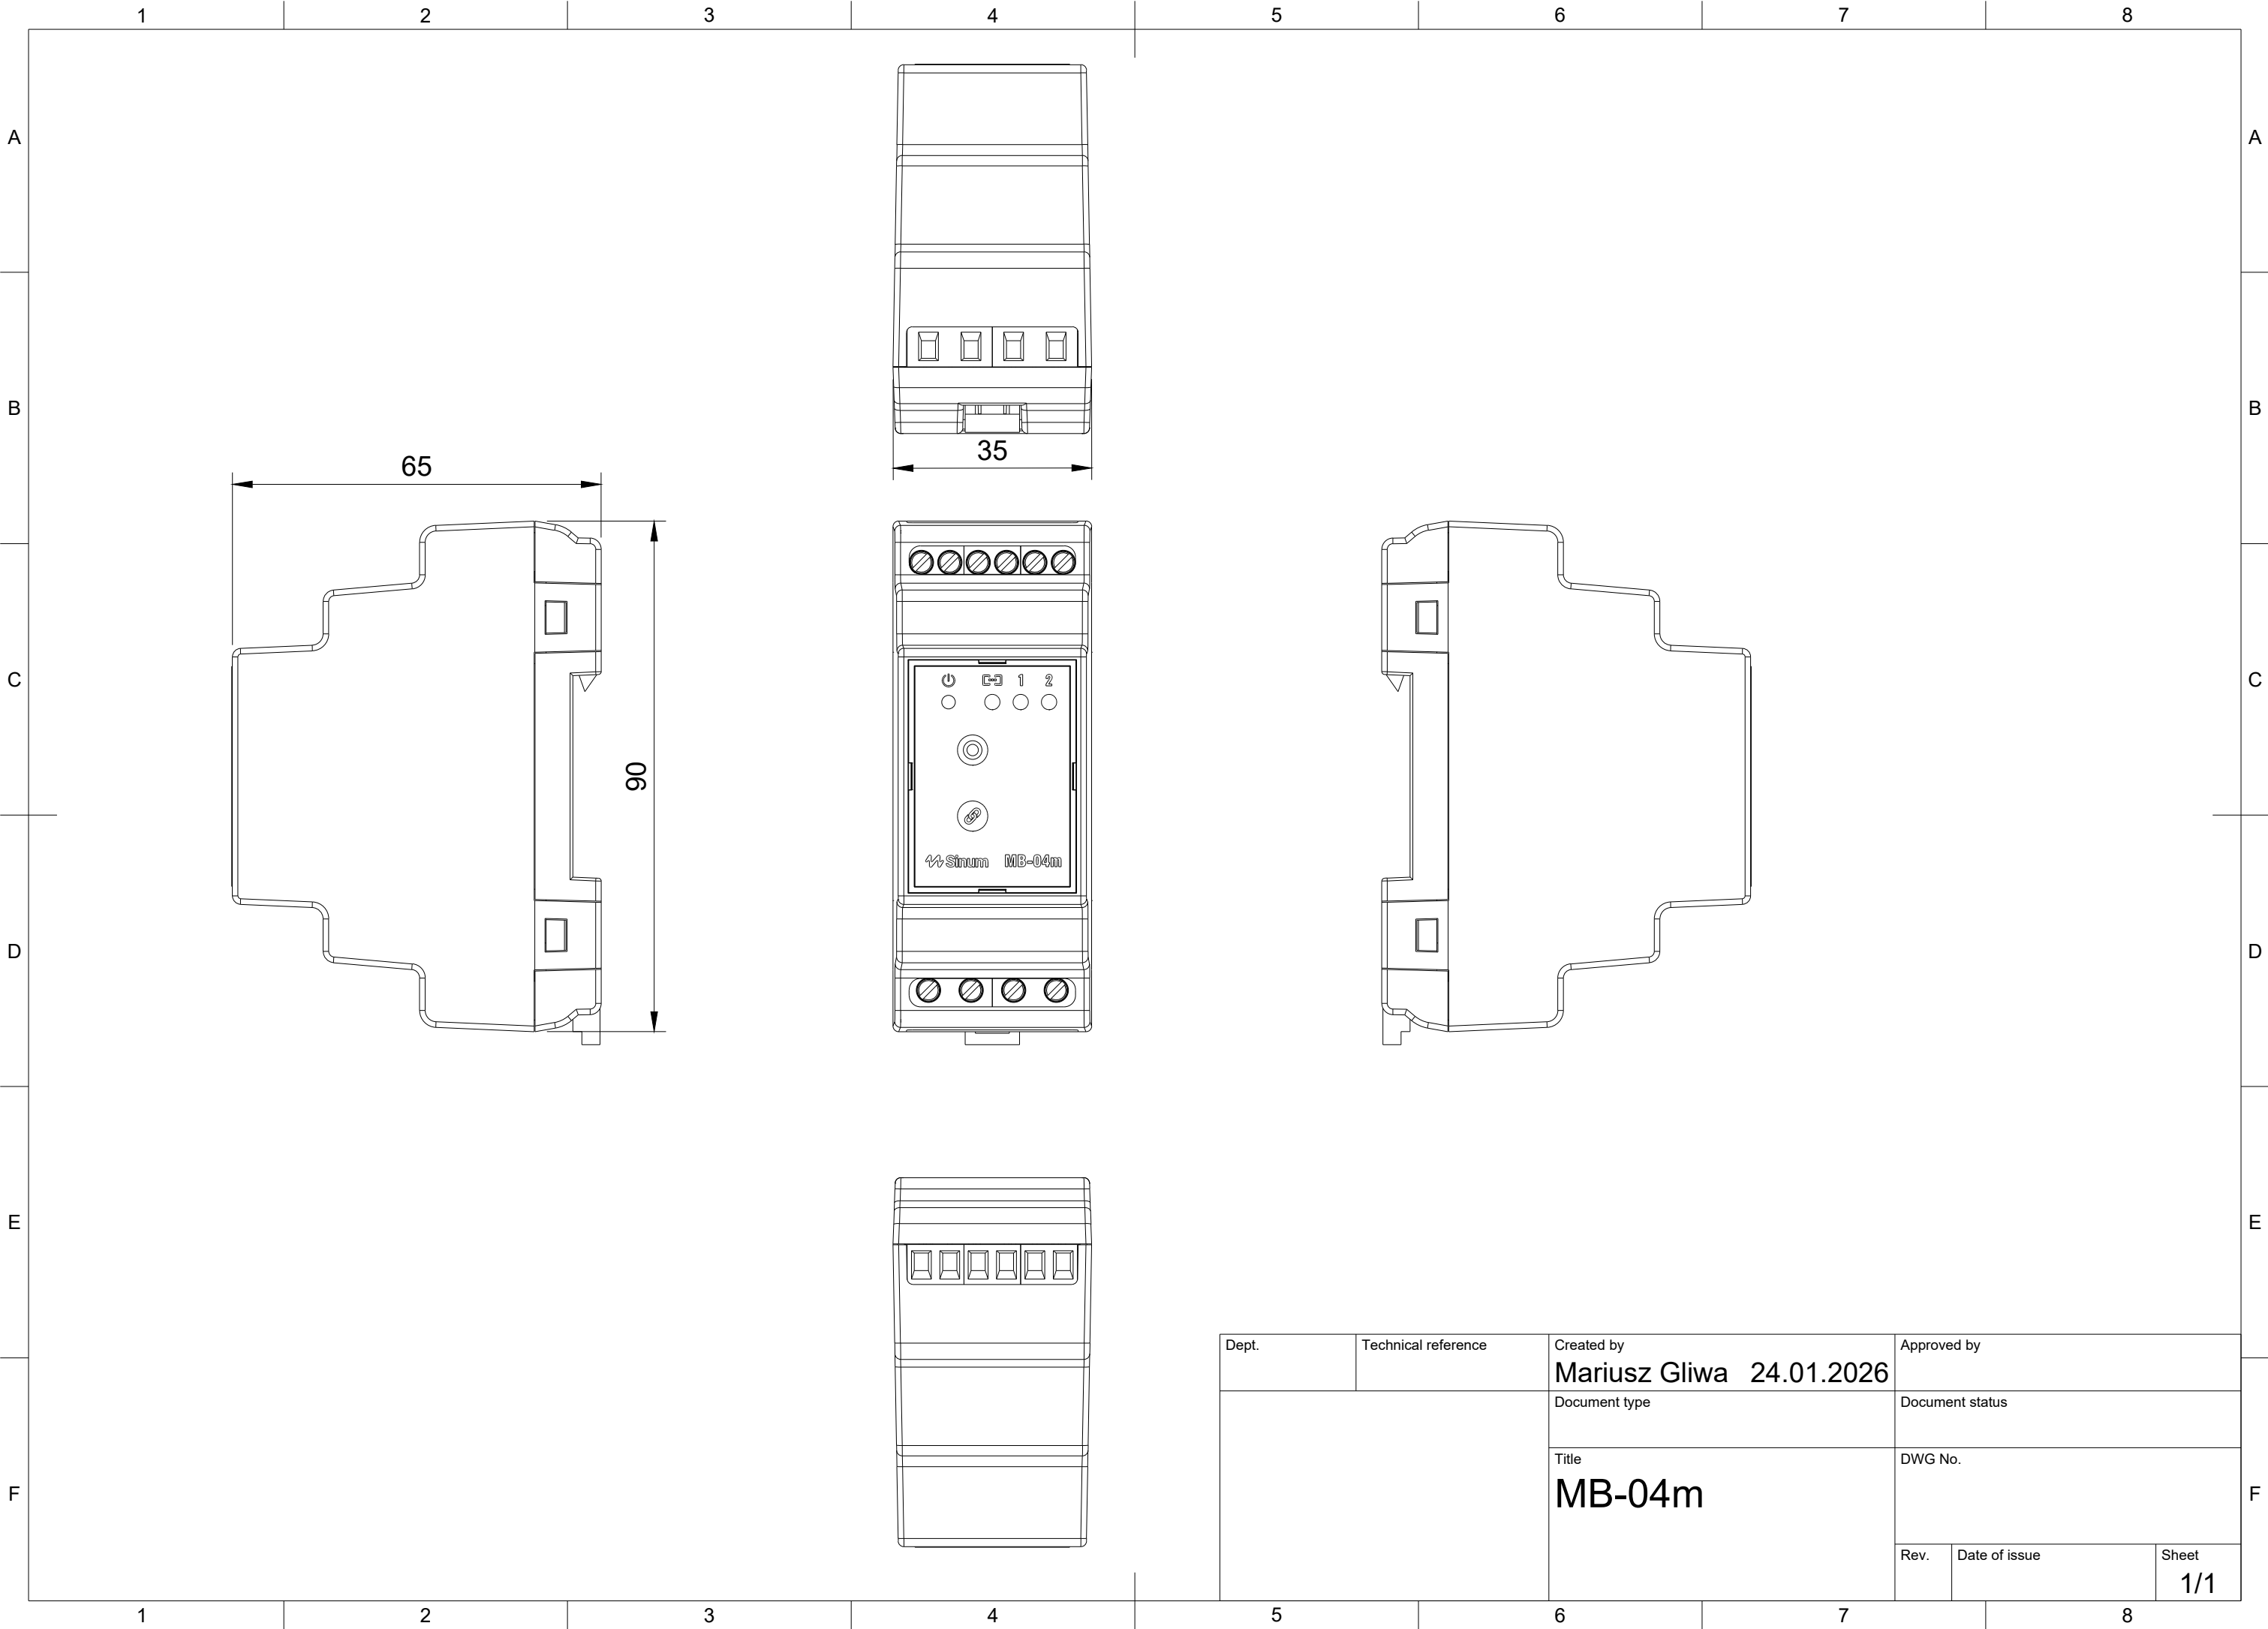 1 2 3 4 5 6 7 8
A A
B B
35
65
C C
1 2
90
Sinum MB-04m
D D
E E
Dept. Technical reference Created by Approved by
Mariusz Gliwa 24.01.2026
Document type Document status
Title DWG No.
MB-04m
F F
Rev. Date of issue Sheet
1/1
1 2 3 4 5 6 7 8